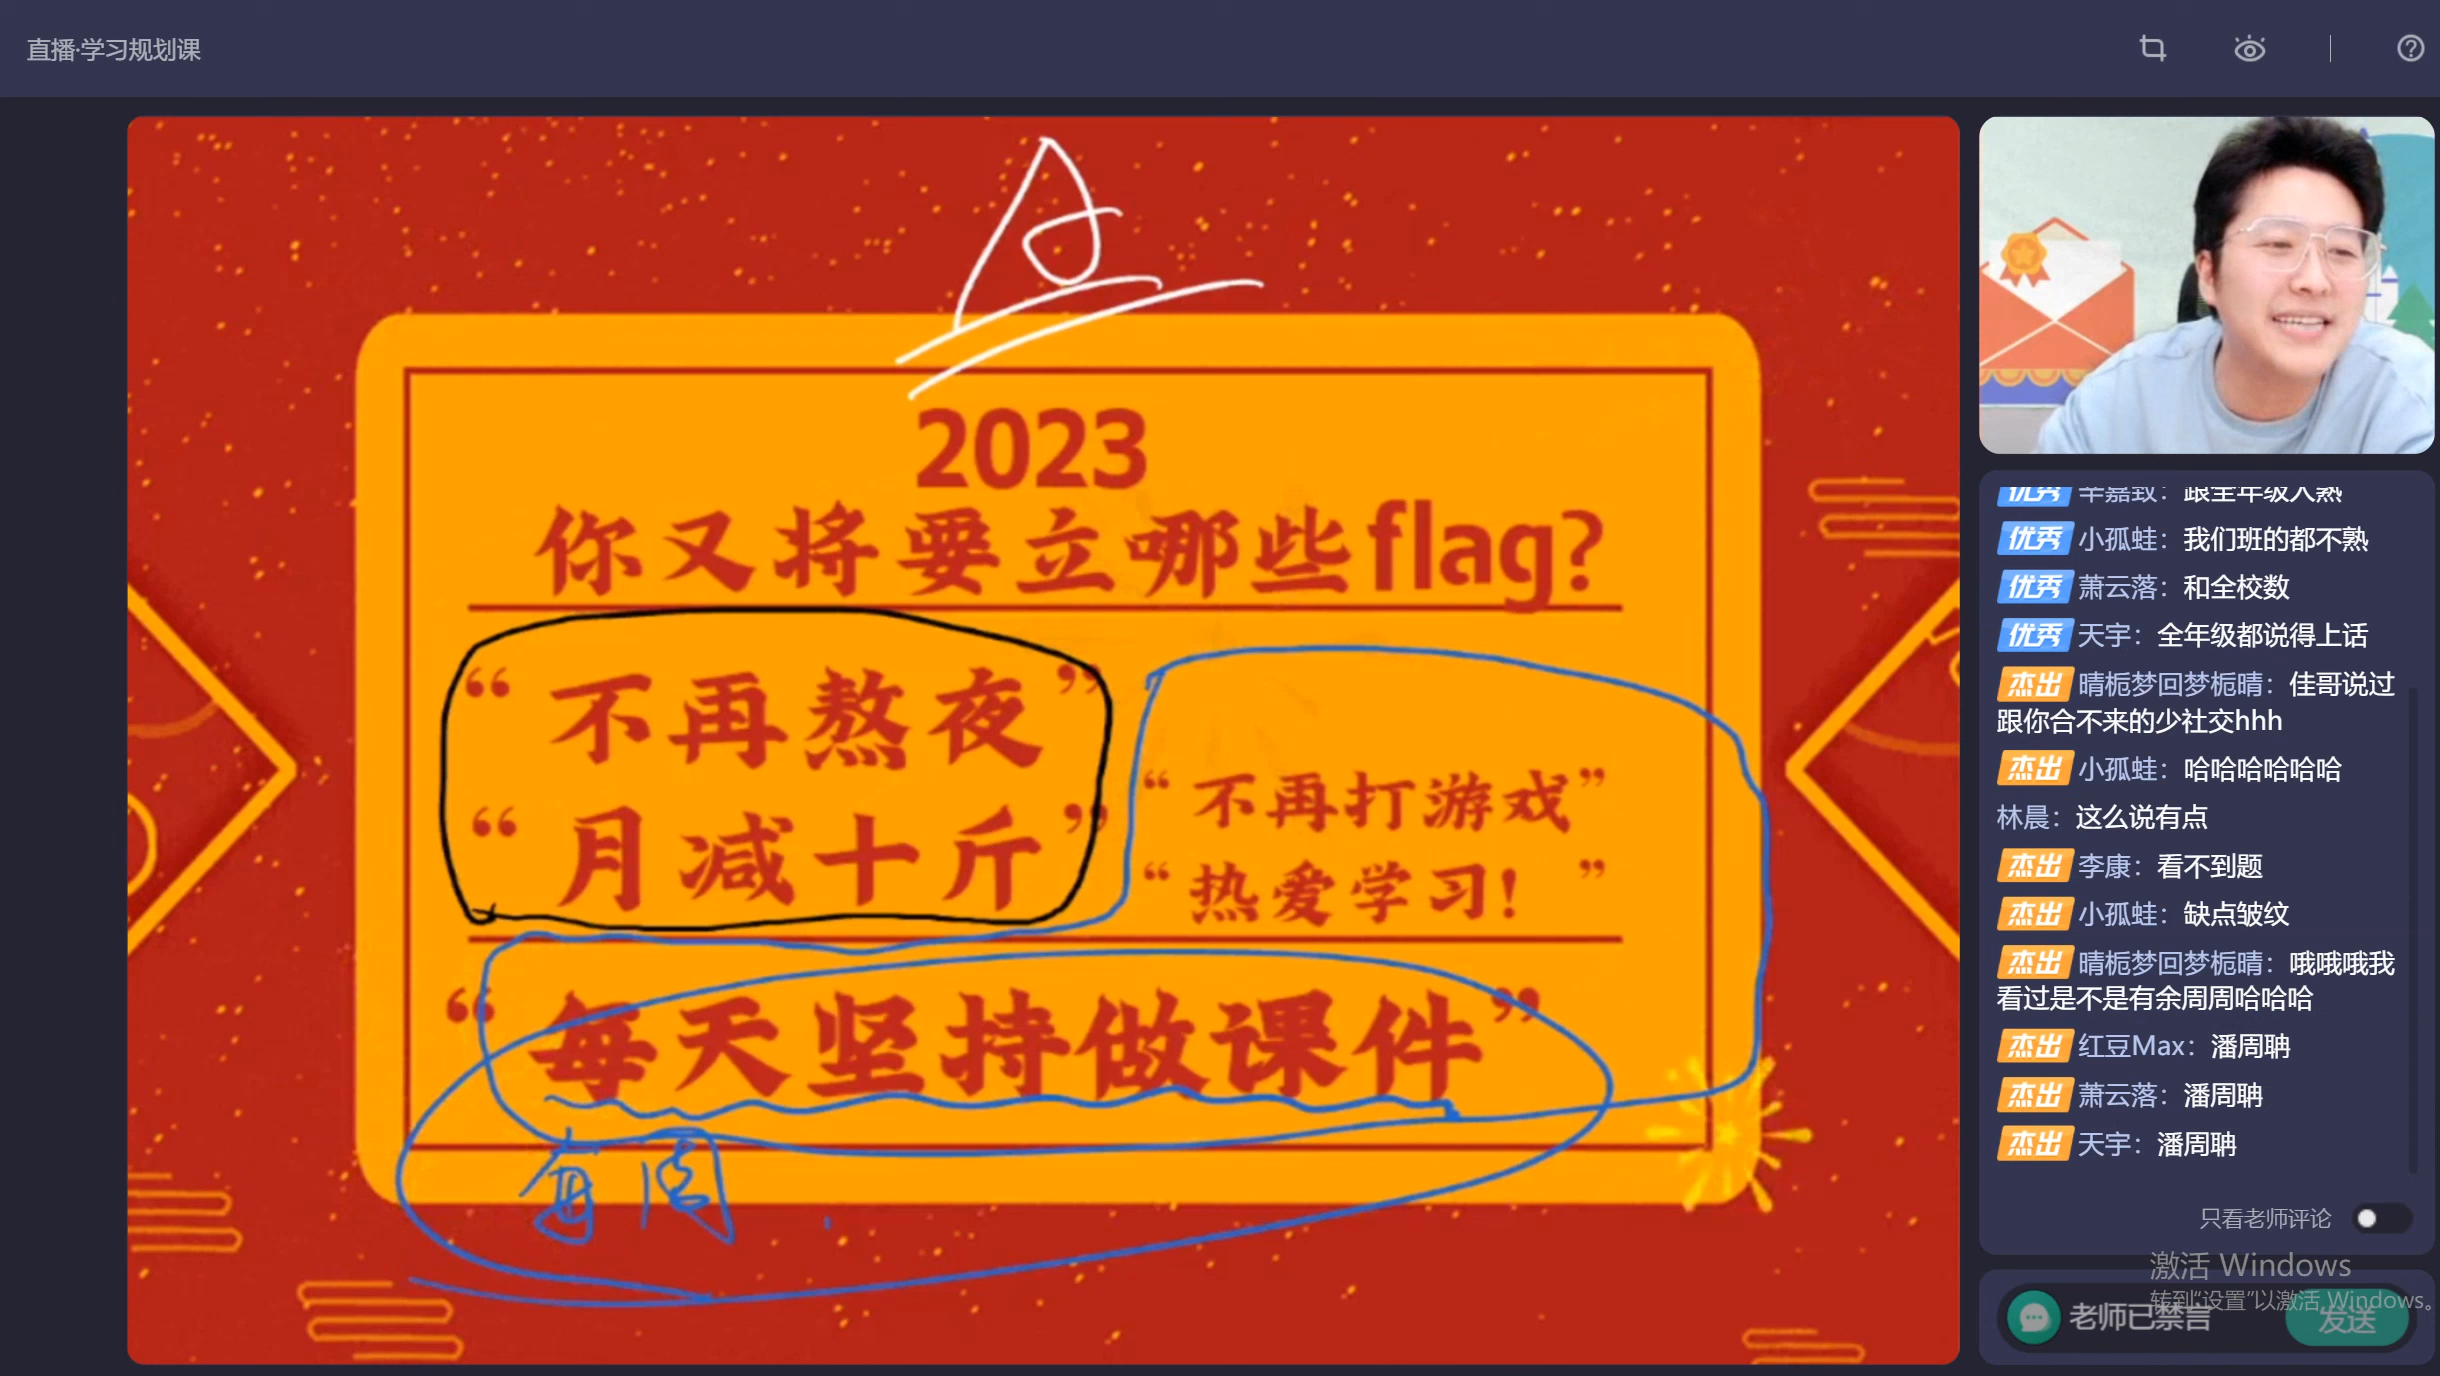 直播·学习规划课
2023
你又将要立哪些flag?
“不再熬夜”
“月减十斤”
“不再打游戏”
“热爱学习!”
“每天坚持做课件”
每周
跟全年级人熟
优秀 小孤蛙：我们班的都不熟
优秀 萧云落：和全校数
优秀 天宇：全年级都说得上话
杰出 晴栀梦回梦栀晴：佳哥说过
跟你合不来的少社交hhh
杰出 小孤蛙：哈哈哈哈哈哈
林晨：这么说有点
杰出 李康：看不到题
杰出 小孤蛙：缺点皱纹
杰出 晴栀梦回梦栀晴：哦哦哦我
看过是不是有余周周哈哈哈
杰出 红豆Max：潘周聃
杰出 萧云落：潘周聃
杰出 天宇：潘周聃
只看老师评论
激活 Windows
转到“设置”以激活 Windows。
老师已禁言
发送